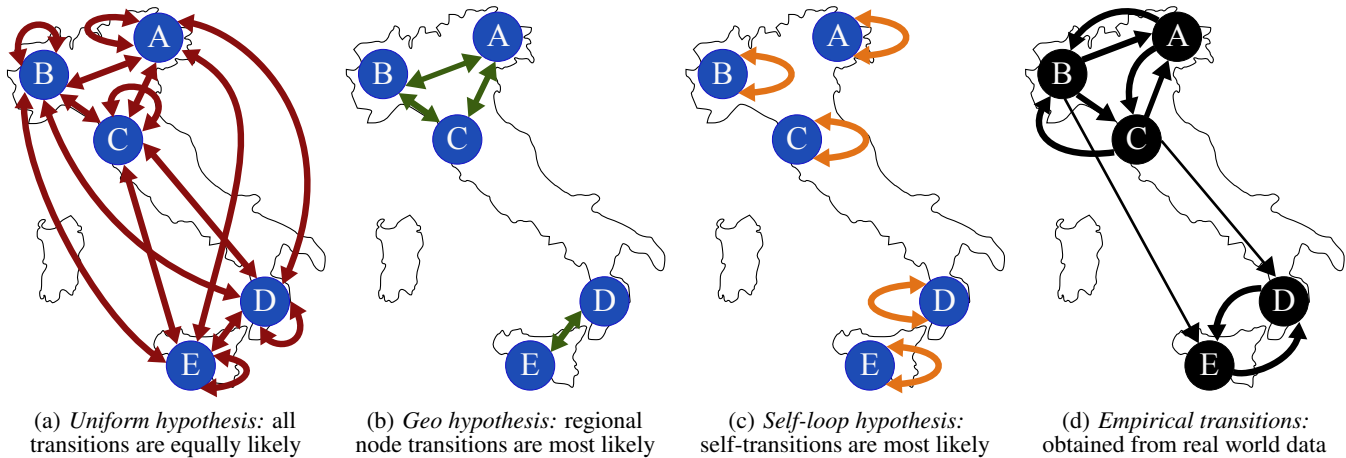 A
B
C
D
E
A
B
C
D
E
A
B
C
D
E
A
B
C
D
E
(a) Uniform hypothesis: all
transitions are equally likely
(b) Geo hypothesis: regional
node transitions are most likely
(c) Self-loop hypothesis:
self-transitions are most likely
(d) Empirical transitions:
obtained from real world data